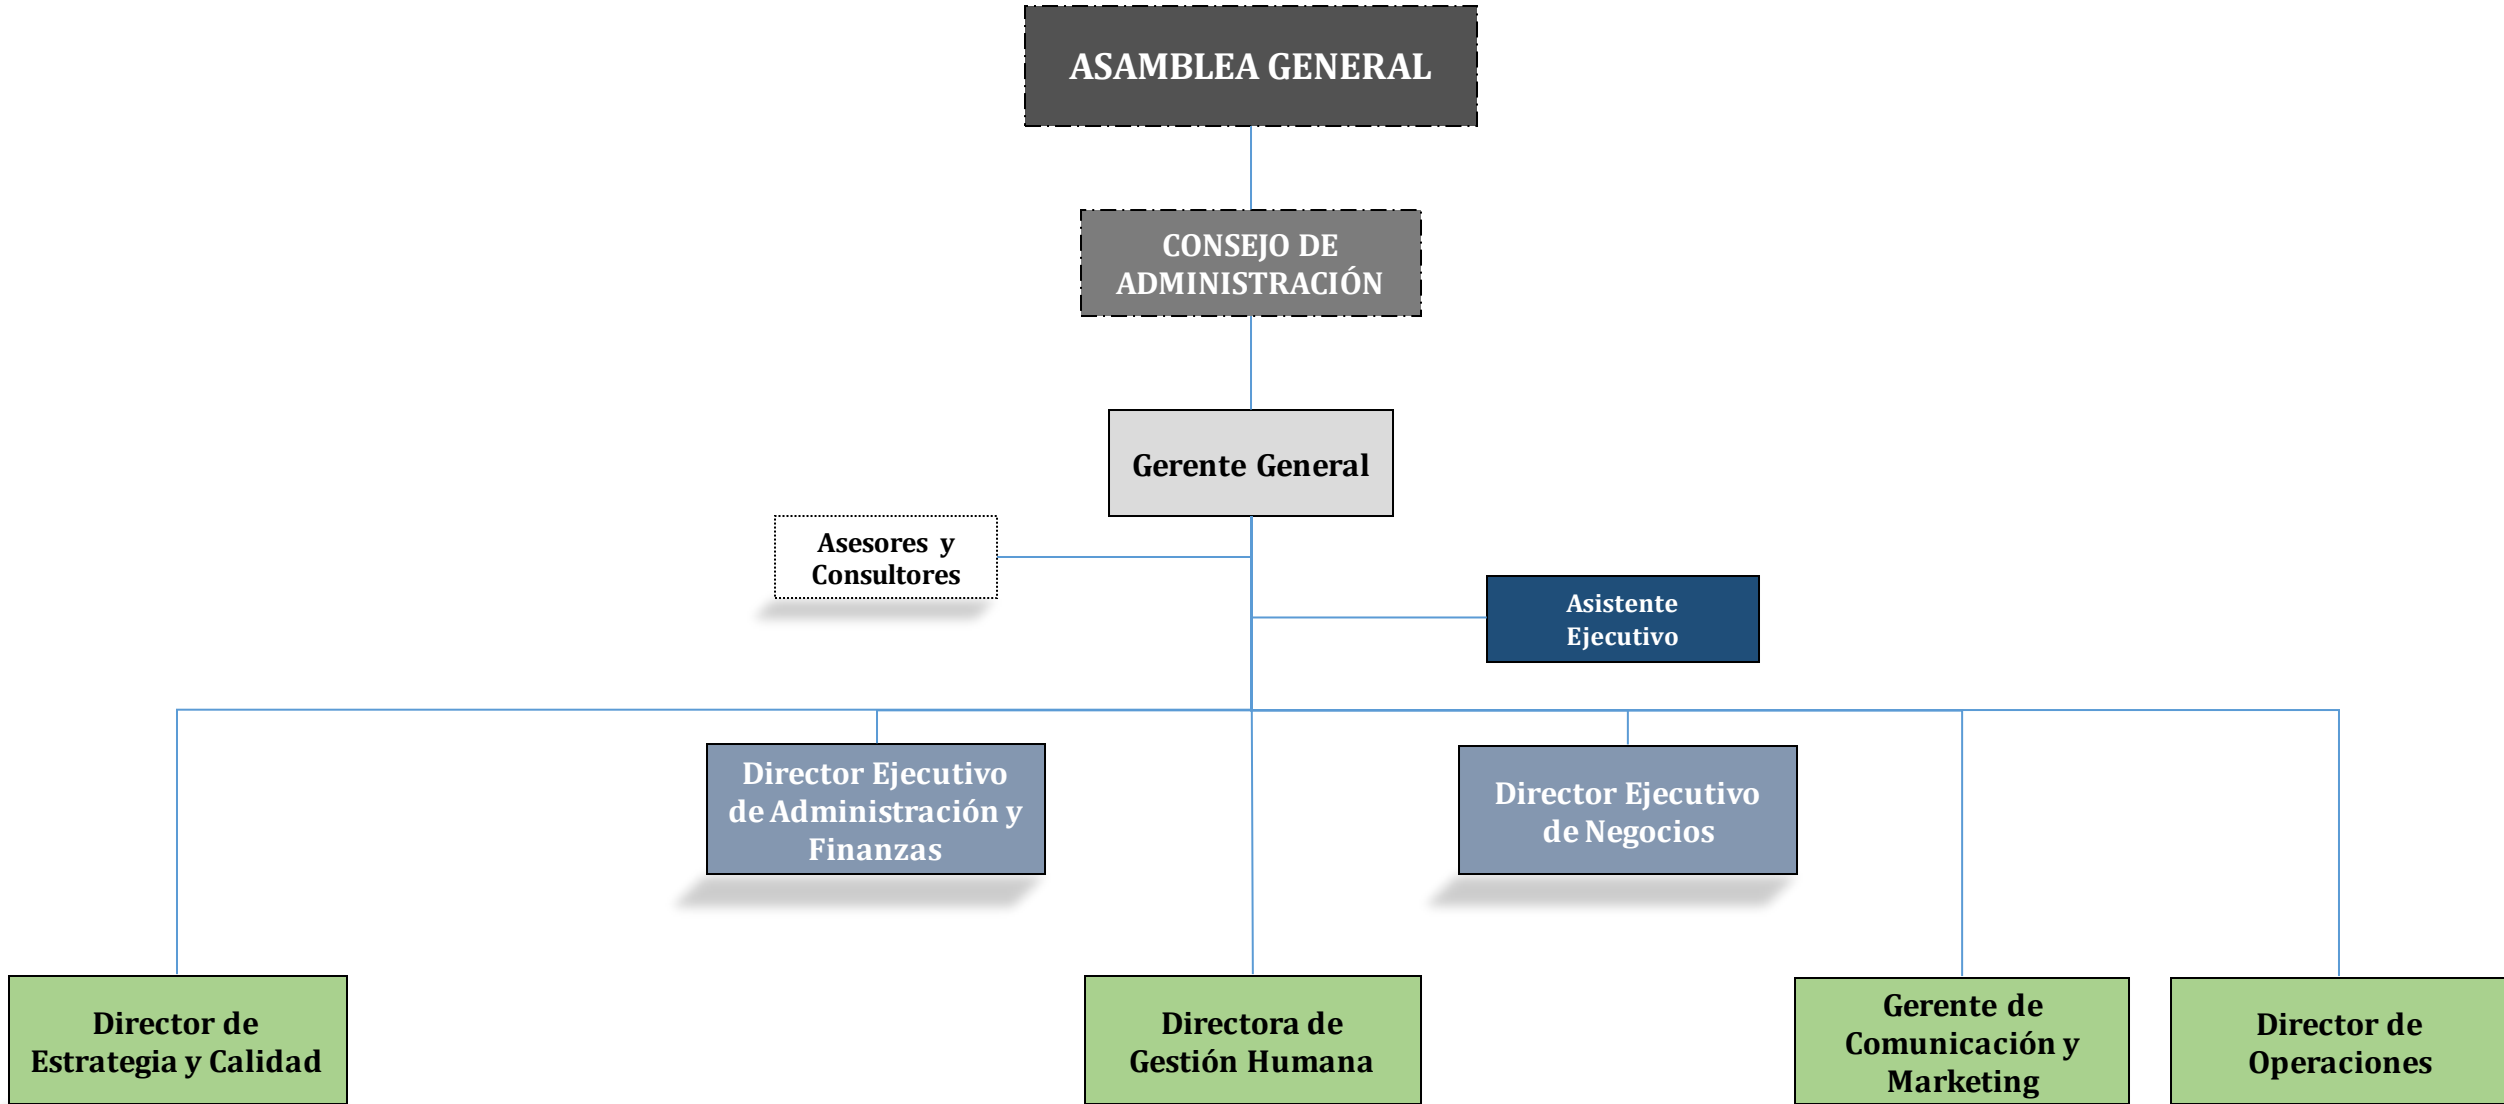 ASAMBLEA GENERAL
CONSEJO DE
ADMINISTRACIÓN
Gerente General
Asesores y
Consultores
Asistente
Ejecutivo
Director Ejecutivo
de Administración y
Finanzas
Director Ejecutivo
de Negocios
Director de
Estrategia y Calidad
Directora de
Gestión Humana
Gerente de
Comunicación y
Marketing
Director de
Operaciones